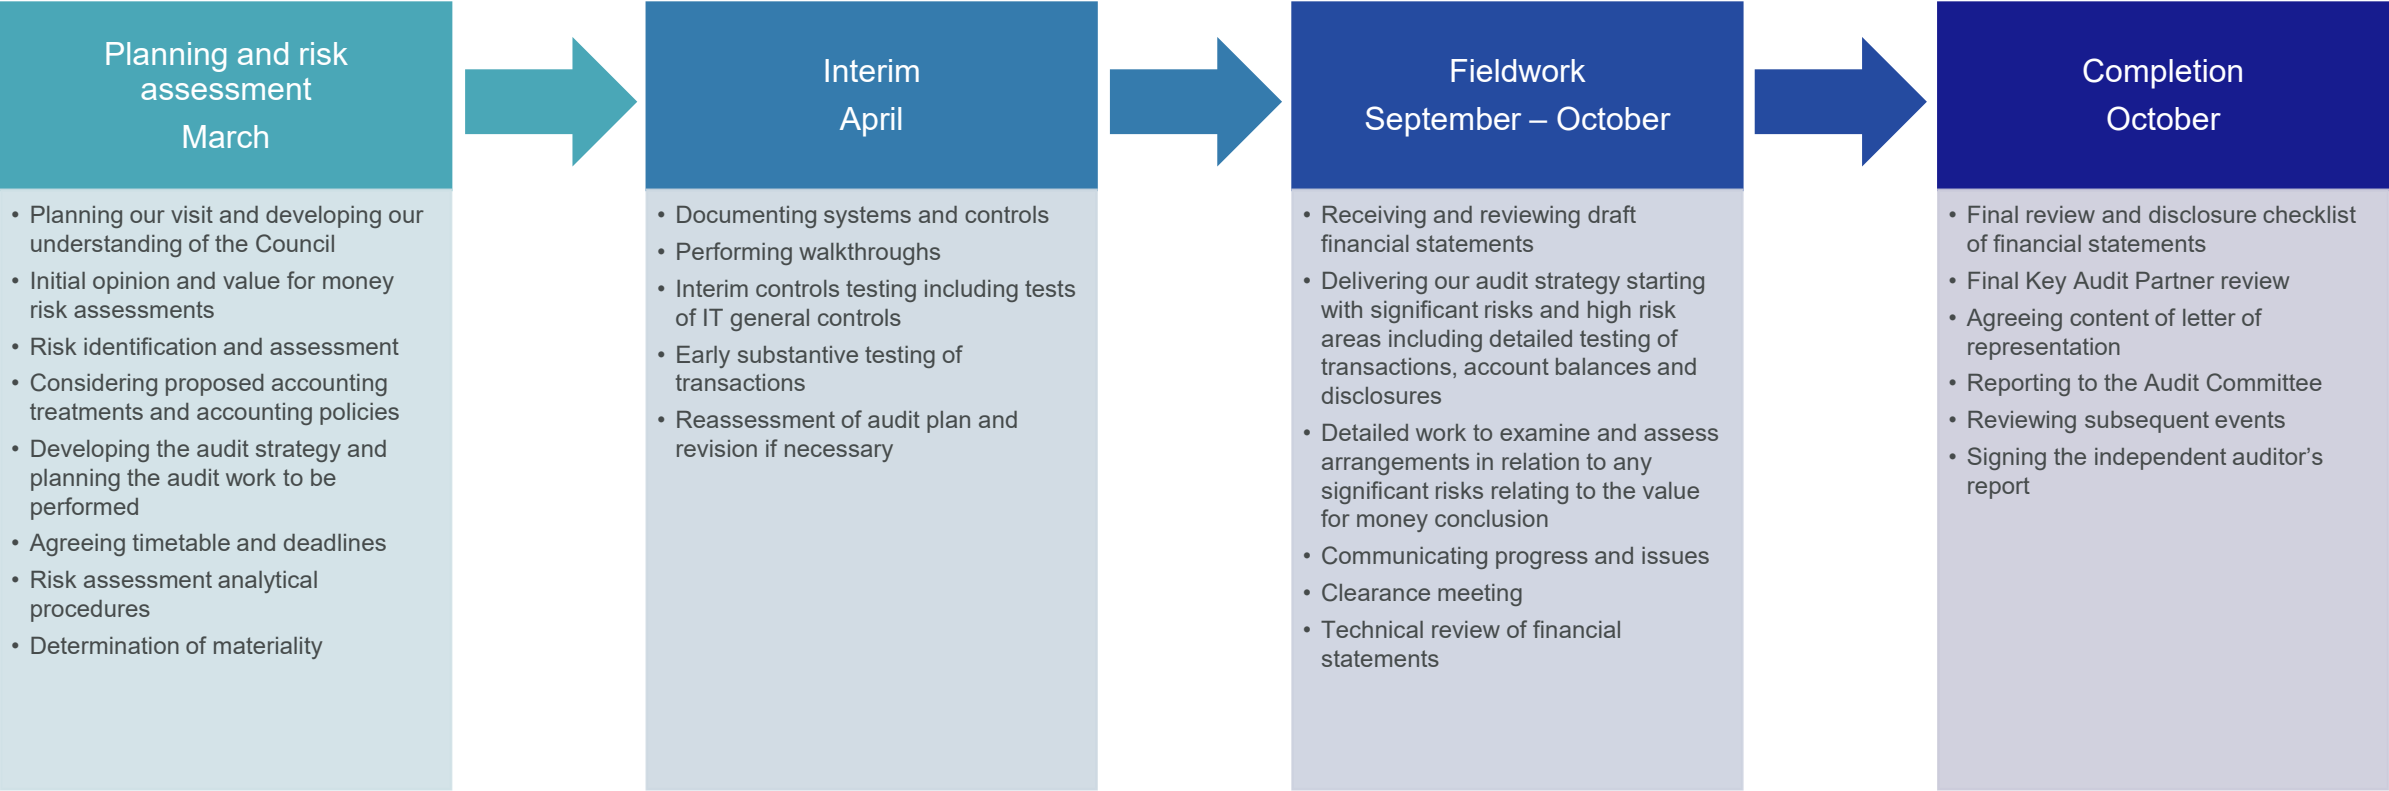 Planning and risk
assessment
March
• Planning our visit and developing our
understanding of the Council
• Initial opinion and value for money
risk assessments
• Risk identification and assessment
• Considering proposed accounting
treatments and accounting policies
• Developing the audit strategy and
planning the audit work to be
performed
• Agreeing timetable and deadlines
• Risk assessment analytical
procedures
• Determination of materiality
Interim
April
• Documenting systems and controls
• Performing walkthroughs
• Interim controls testing including tests
of IT general controls
• Early substantive testing of
transactions
• Reassessment of audit plan and
revision if necessary
Fieldwork
September – October
• Receiving and reviewing draft
financial statements
• Delivering our audit strategy starting
with significant risks and high risk
areas including detailed testing of
transactions, account balances and
disclosures
• Detailed work to examine and assess
arrangements in relation to any
significant risks relating to the value
for money conclusion
• Communicating progress and issues
• Clearance meeting
• Technical review of financial
statements
Completion
October
• Final review and disclosure checklist
of financial statements
• Final Key Audit Partner review
• Agreeing content of letter of
representation
• Reporting to the Audit Committee
• Reviewing subsequent events
• Signing the independent auditor’s
report